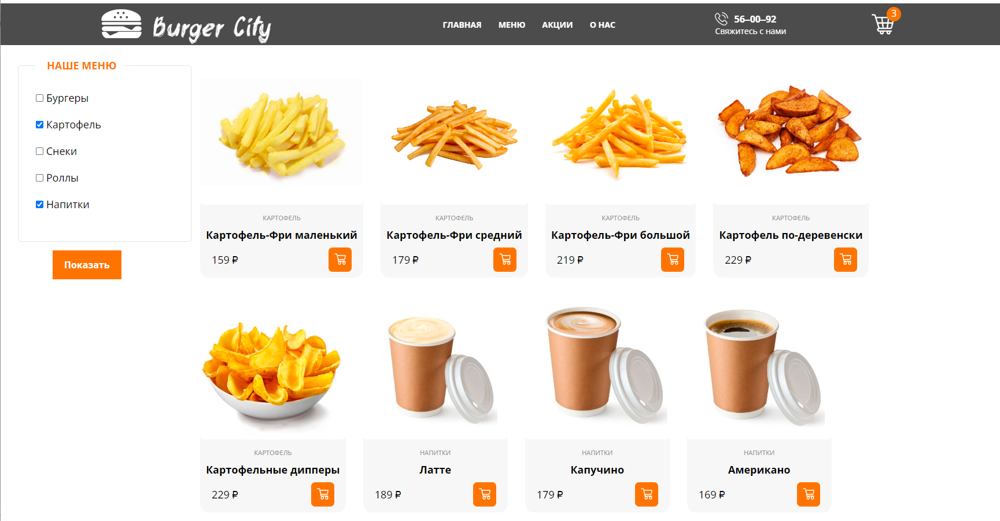 Burger City
ГЛАВНАЯ МЕНЮ АКЦИИ О НАС
56–00–92
Свяжитесь с нами
3
НАШЕ МЕНЮ
Бургеры
Картофель
Снеки
Роллы
Напитки
Показать
КАРТОФЕЛЬ
Картофель-Фри маленький
159 ₽
КАРТОФЕЛЬ
Картофель-Фри средний
179 ₽
КАРТОФЕЛЬ
Картофель-Фри большой
219 ₽
КАРТОФЕЛЬ
Картофель по-деревенски
229 ₽
КАРТОФЕЛЬ
Картофельные дипперы
229 ₽
НАПИТКИ
Латте
189 ₽
НАПИТКИ
Капучино
179 ₽
НАПИТКИ
Американо
169 ₽